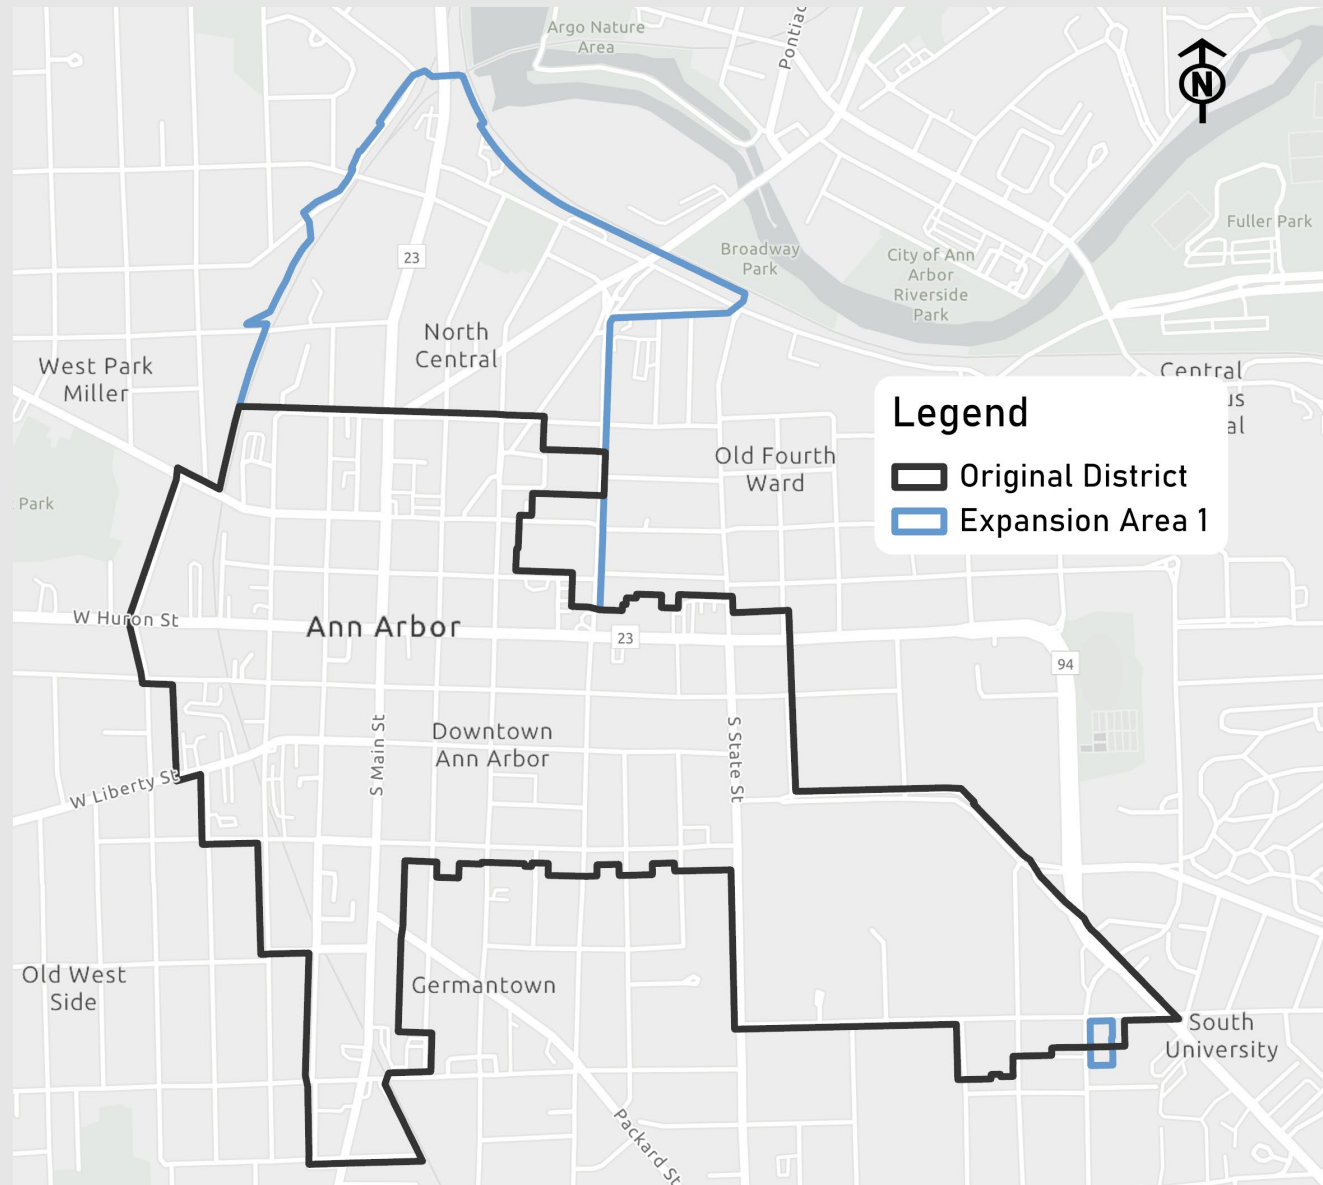 Argo Nature
Area
Pontiac
N
Fuller Park
23
Broadway
Park
City of Ann
Arbor
Riverside
Park
North
Central
West Park
Miller
Central
us
al
Legend
Original District
Expansion Area 1
Old Fourth
Ward
Park
W Huron St
Ann Arbor
23
94
S Main St
Downtown
Ann Arbor
S State St
W Liberty St
Old West
Side
Germantown
South
University
Packard St